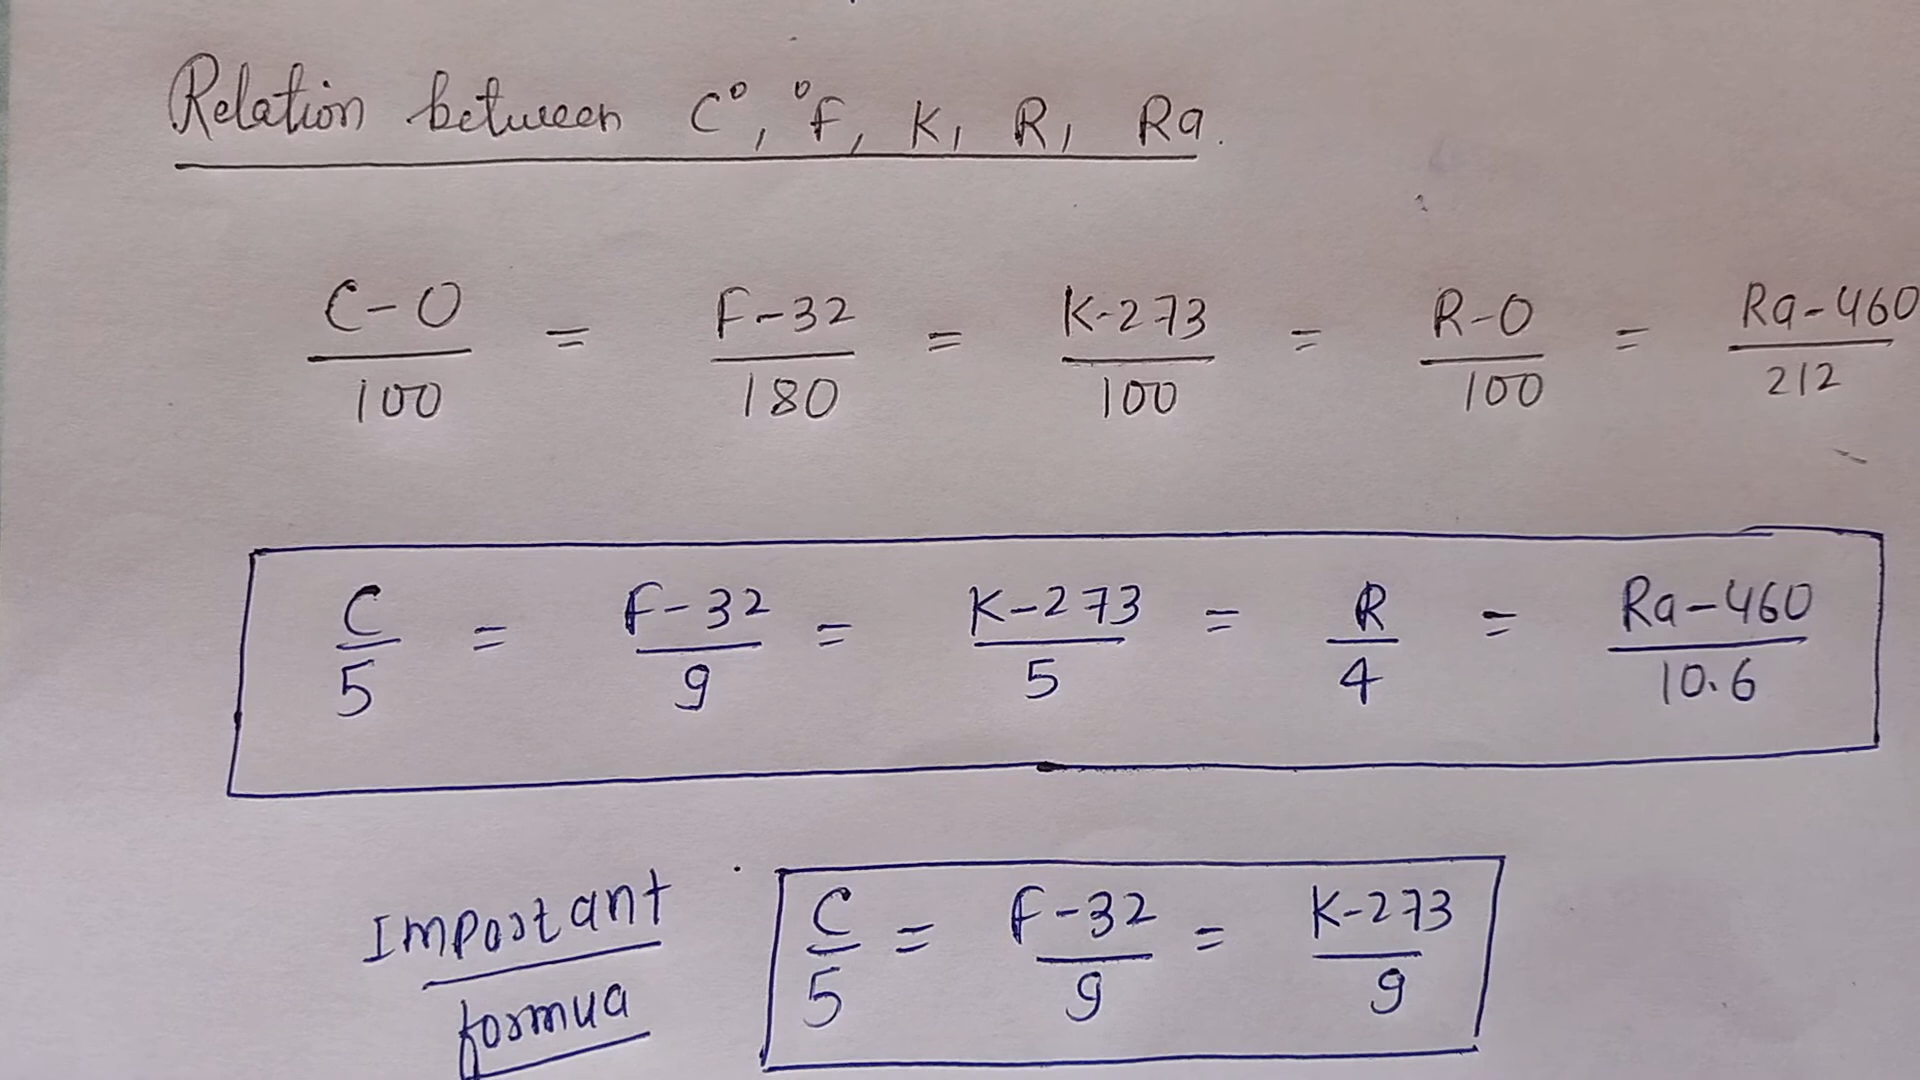 Relation between C°, °F, K, R, Ra.
C-0/100 = F-32/180 = K-273/100 = R-0/100 = Ra-460/212
C/5 = F-32/9 = K-273/5 = R/4 = Ra-460/10.6
Important formua
C/5 = F-32/9 = K-273/9